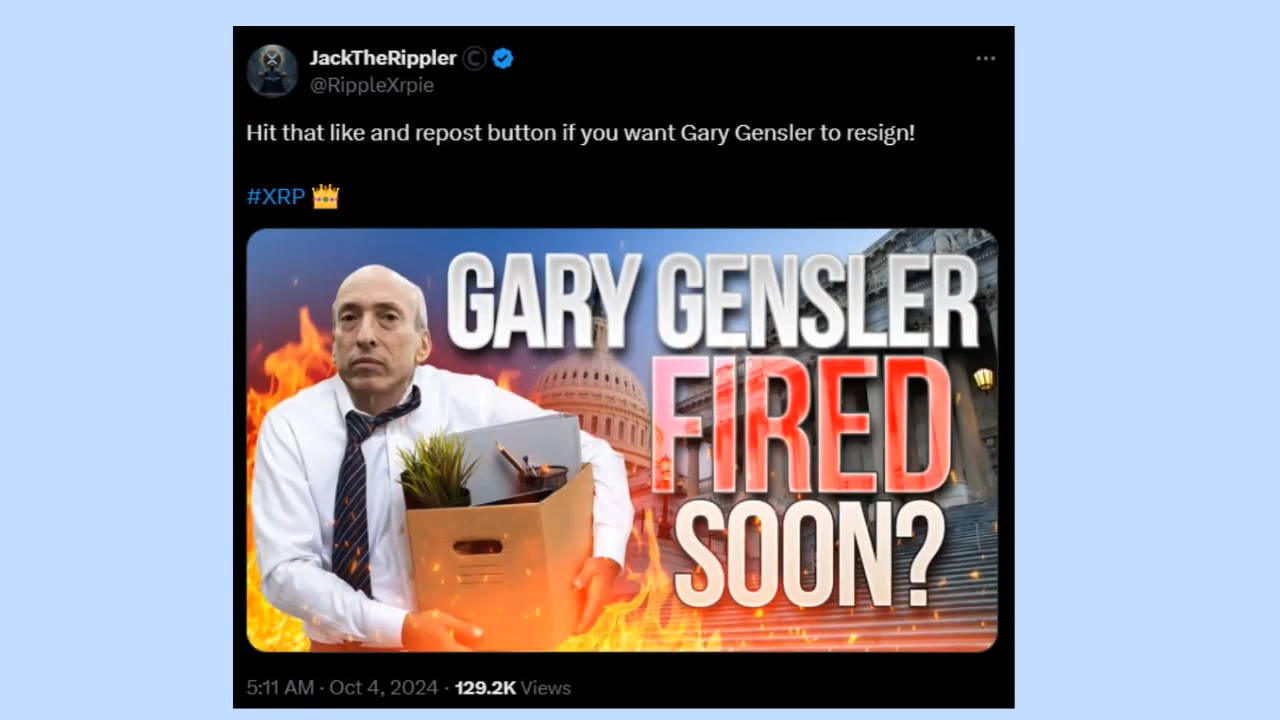 JackTheRippler ©
@RippleXrpie
Hit that like and repost button if you want Gary Gensler to resign!
#XRP 👑
GARY GENSLER
FIRED
SOON?
5:11 AM · Oct 4, 2024 · 129.2K Views